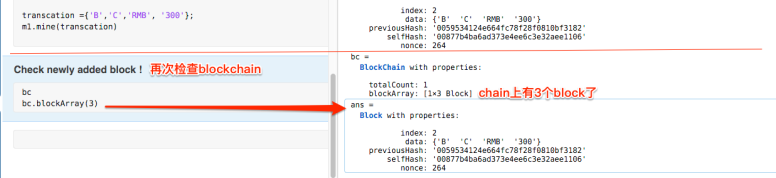 transcation ={'B','C','RMB', '300'};
m1.mine(transcation)
Check newly added block ! 再次检查blockchain
bc
bc.blockArray(3)
index: 2
data: {'B' 'C' 'RMB' '300'}
previousHash: '0059534124e664fc78f28f0810bf3182'
selfHash: '00877b4ba6ad373e4ee6c3e32aee1106'
nonce: 264
bc =
BlockChain with properties:
totalCount: 1
blockArray: [1×3 Block] chain上有3个block了
ans =
Block with properties:
index: 2
data: {'B' 'C' 'RMB' '300'}
previousHash: '0059534124e664fc78f28f0810bf3182'
selfHash: '00877b4ba6ad373e4ee6c3e32aee1106'
nonce: 264